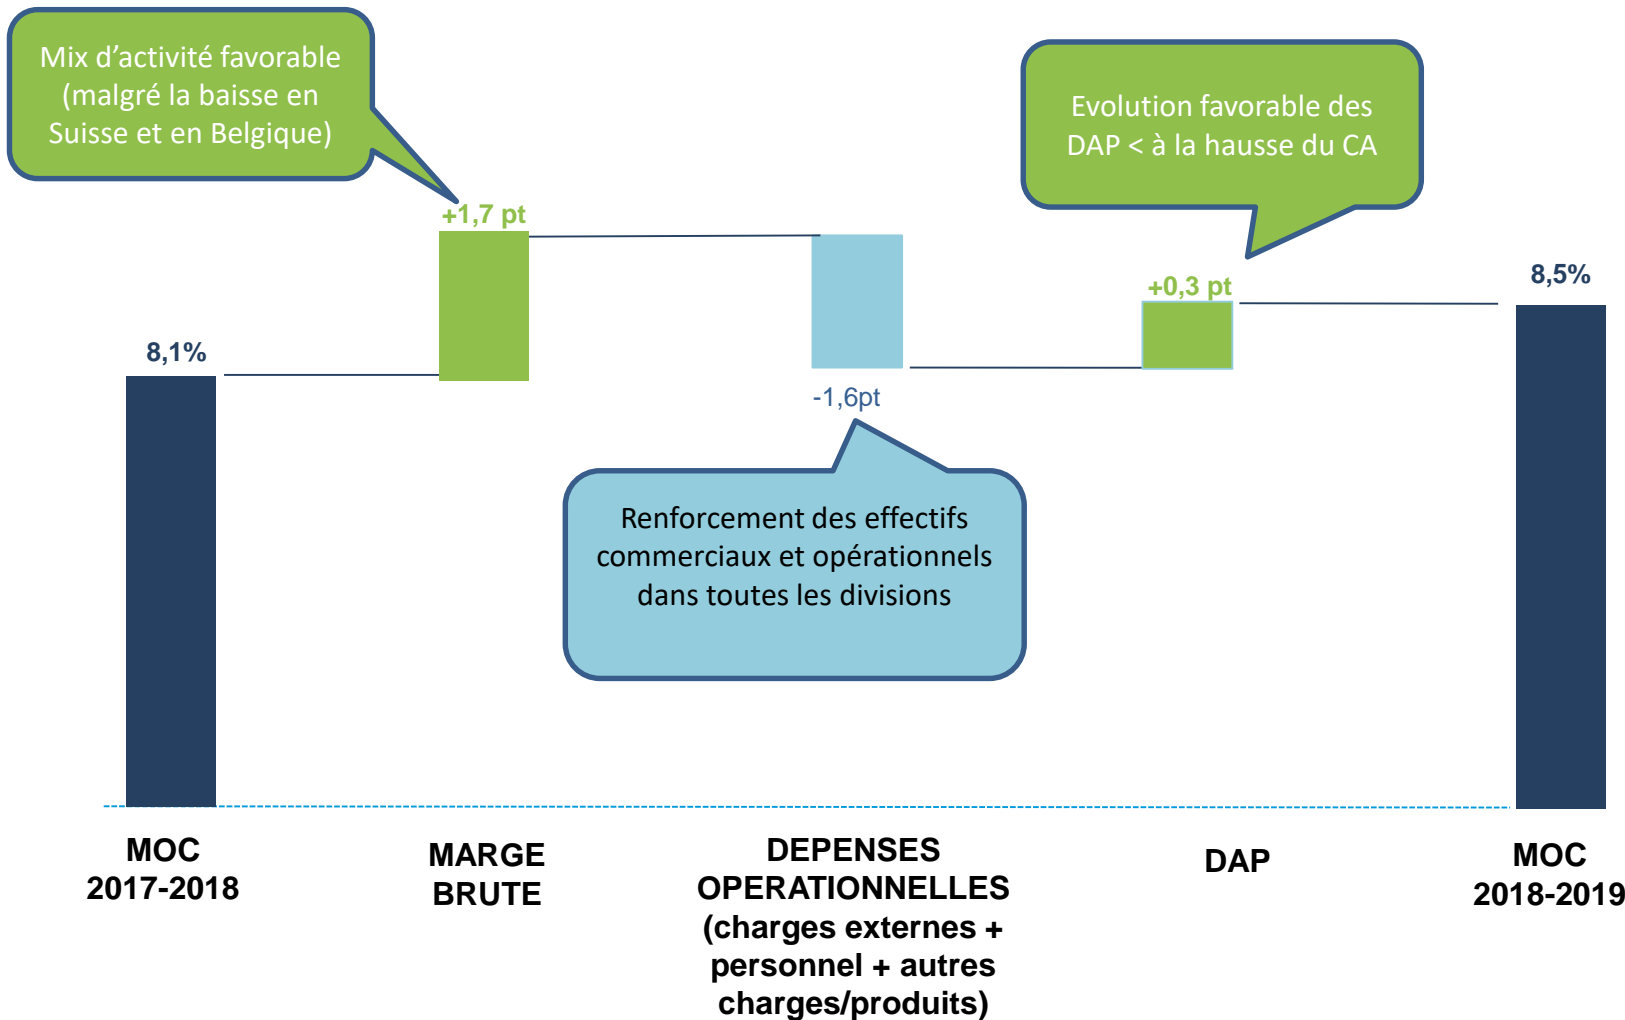 Mix d’activité favorable
(malgré la baisse en
Suisse et en Belgique)
Evolution favorable des
DAP < à la hausse du CA
+1,7 pt
8,5%
+0,3 pt
8,1%
-1,6pt
Renforcement des effectifs
commerciaux et opérationnels
dans toutes les divisions
MOC
2017-2018
MARGE
BRUTE
DEPENSES
OPERATIONNELLES
(charges externes +
personnel + autres
charges/produits)
DAP
MOC
2018-2019